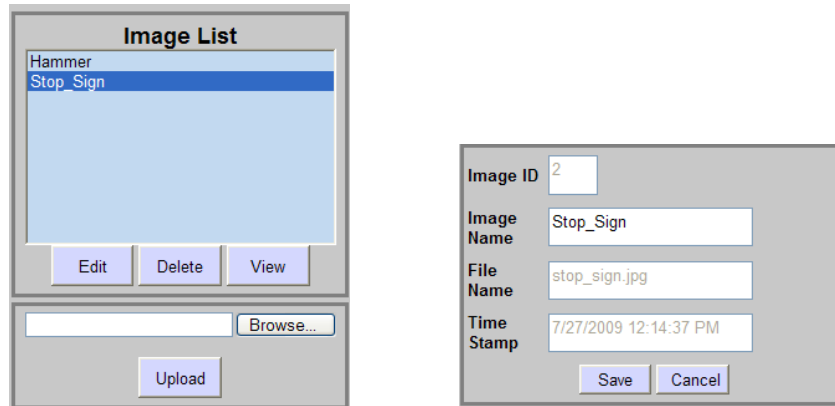 Image List
Hammer
Stop_Sign
Edit Delete View
Browse...
Upload
Image ID 2
Image
Name
Stop_Sign
File
Name
stop_sign.jpg
Time
Stamp
7/27/2009 12:14:37 PM
Save Cancel